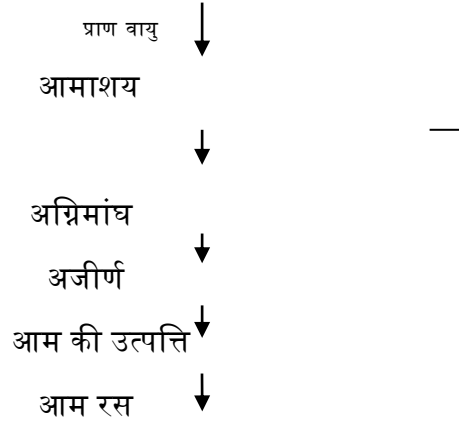 प्राण वायु
आमाशय
अग्निमांघ
अजीर्ण
आम की उत्पत्ति
आम रस